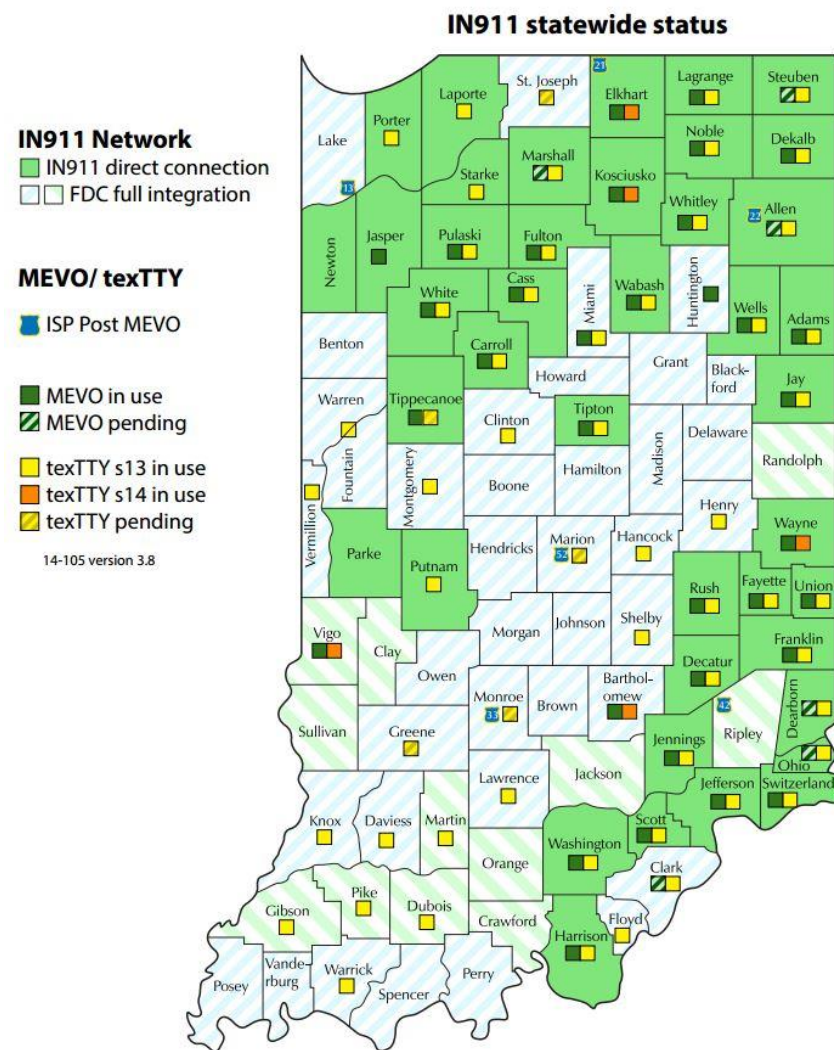 IN911 statewide status
IN911 Network
IN911 direct connection
FDC full integration
MEVO/ texTTY
ISP Post MEVO
MEVO in use
MEVO pending
texTTY s13 in use
texTTY s14 in use
texTTY pending
14-105 version 3.8
Lake
Porter
Laporte
St. Joseph
21
Elkhart
Lagrange
Steuben
Noble
Dekalb
13
Starke
Marshall
Kosciusko
Whitley
22
Allen
Newton
Jasper
Pulaski
Fulton
Cass
White
Miami
Wabash
Huntington
Wells
Adams
Benton
Carroll
Howard
Grant
Black-
ford
Jay
Warren
Tippecanoe
Clinton
Tipton
Madison
Delaware
Randolph
Fountain
Montgomery
Boone
Hamilton
Henry
Wayne
Vermillion
Parke
Putnam
Hendricks
Marion
52
Hancock
Rush
Fayette
Union
Vigo
Clay
Owen
Morgan
Johnson
Shelby
Decatur
Franklin
Sullivan
Greene
Monroe
33
Brown
Barthol-
omew
42
Ripley
Dearborn
Ohio
Jennings
Jackson
Lawrence
Jefferson
Switzerland
Knox
Daviess
Martin
Orange
Washington
Scott
Clark
Gibson
Pike
Dubois
Crawford
Harrison
Floyd
Posey
Vande-
rburg
Warrick
Spencer
Perry